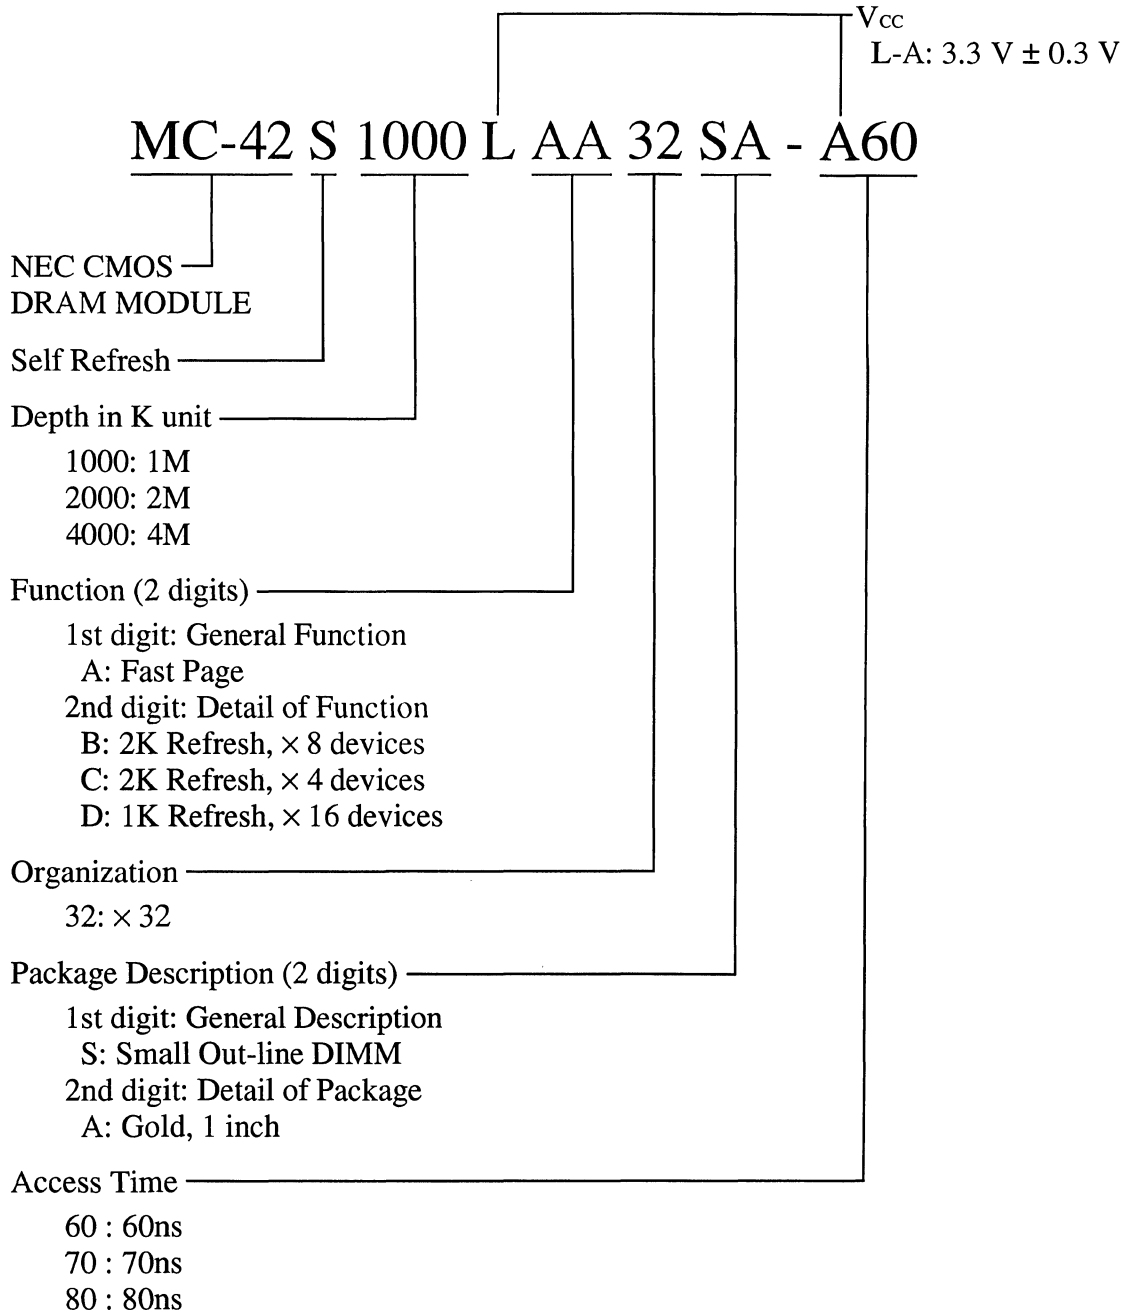 Vcc
L-A: 3.3 V ± 0.3 V
MC-42 S 1000 L AA 32 SA - A60
NEC CMOS
DRAM MODULE
Self Refresh
Depth in K unit
1000: 1M
2000: 2M
4000: 4M
Function (2 digits)
1st digit: General Function
A: Fast Page
2nd digit: Detail of Function
B: 2K Refresh, × 8 devices
C: 2K Refresh, × 4 devices
D: 1K Refresh, × 16 devices
Organization
32: × 32
Package Description (2 digits)
1st digit: General Description
S: Small Out-line DIMM
2nd digit: Detail of Package
A: Gold, 1 inch
Access Time
60 : 60ns
70 : 70ns
80 : 80ns